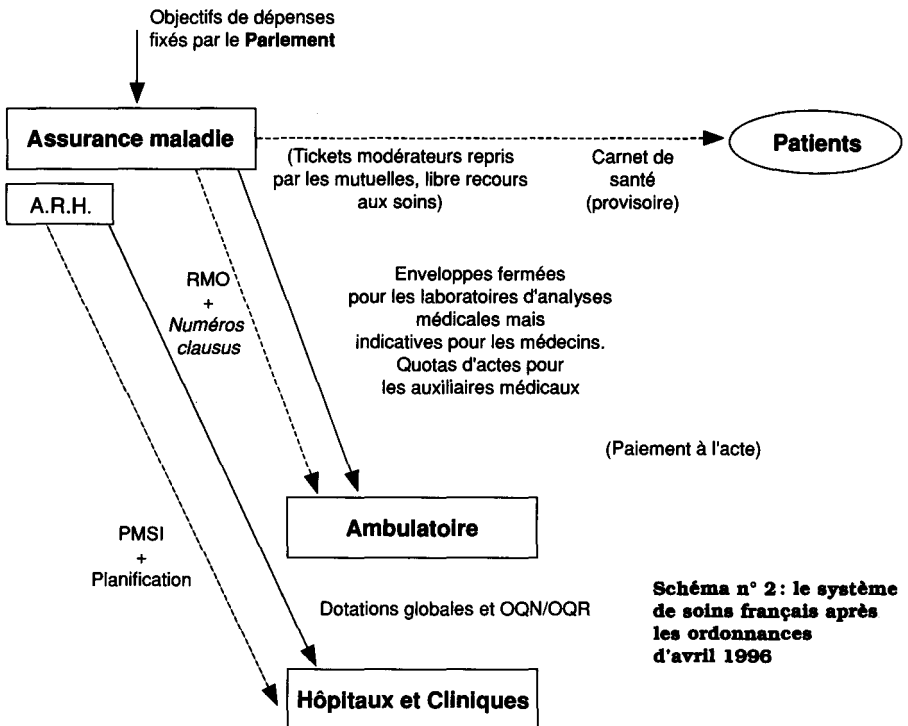 Objectifs de dépenses
fixés par le Parlement
Assurance maladie
Patients
(Tickets modérateurs repris
par les mutuelles, libre recours
aux soins)
Carnet de
santé
(provisoire)
A.R.H.
RMO
+
Numéros
clausus
Enveloppes fermées
pour les laboratoires d'analyses
médicales mais
indicatives pour les médecins.
Quotas d'actes pour
les auxiliaires médicaux
(Paiement à l'acte)
Ambulatoire
PMSI
+
Planification
Dotations globales et OQN/OQR
Hôpitaux et Cliniques
Schéma n° 2 : le système
de soins français après
les ordonnances
d'avril 1996